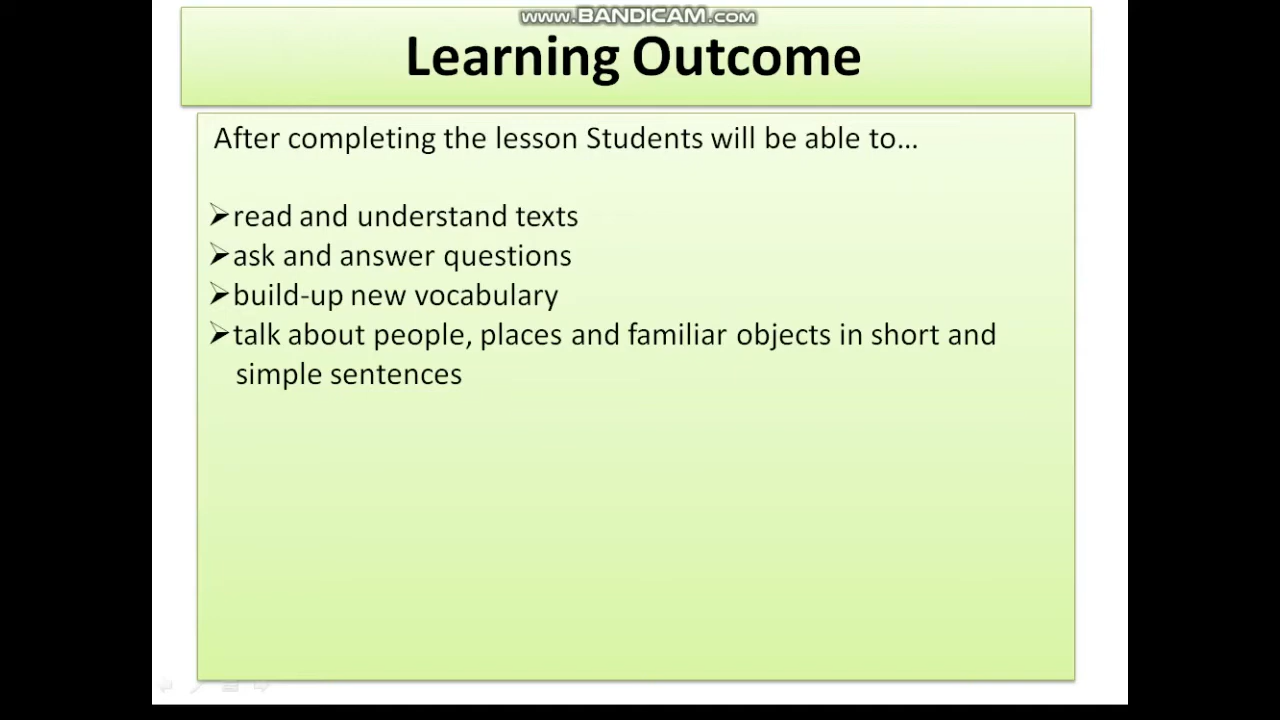 www.BANDICAM.com
Learning Outcome
After completing the lesson Students will be able to...
➢read and understand texts
➢ask and answer questions
➢build-up new vocabulary
➢talk about people, places and familiar objects in short and
simple sentences